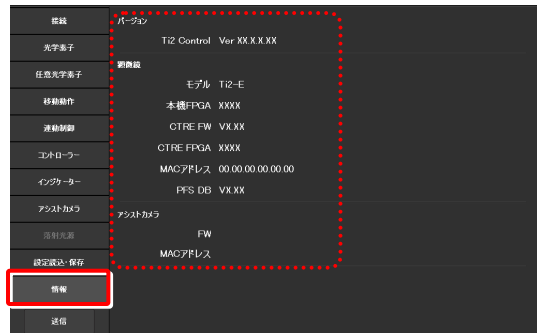 接続
光学素子
任意光学素子
移動動作
連動制御
コントローラー
インジケーター
アシストカメラ
落射光源
設定読込・保存
情報
送信
バージョン
Ti2 Control Ver XX.X.X.XX
顕微鏡
モデル Ti2-E
本機FPGA XXXX
CTRE FW VX.XX
CTRE FPGA XXXX
MACアドレス 00.00.00.00.00.00
PFS DB VX.XX
アシストカメラ
FW
MACアドレス